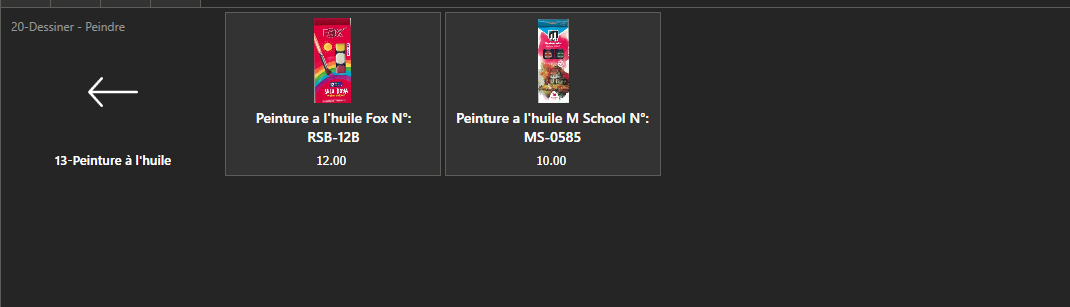 20-Dessiner - Peindre
13-Peinture à l'huile
Peinture a l'huile Fox N°:
RSB-12B
12.00
Peinture a l'huile M School N°:
MS-0585
10.00